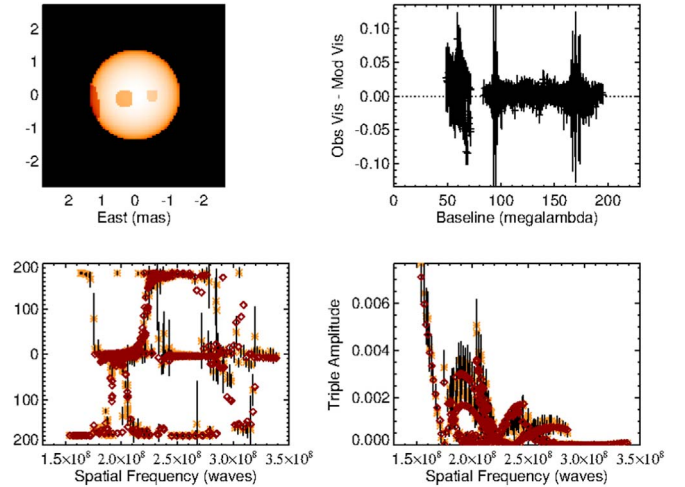 2
1
0
-1
-2
2 1 0 -1 -2
East (mas)
Obs Vis - Mod Vis
0.10
0.05
0.00
-0.05
-0.10
0 50 100 150 200
Baseline (megalambda)
200
100
0
100
200
1.5×10⁸ 2.0×10⁸ 2.5×10⁸ 3.0×10⁸ 3.5×10⁸
Spatial Frequency (waves)
Triple Amplitude
0.006
0.004
0.002
0.000
1.5×10⁸ 2.0×10⁸ 2.5×10⁸ 3.0×10⁸ 3.5×10⁸
Spatial Frequency (waves)